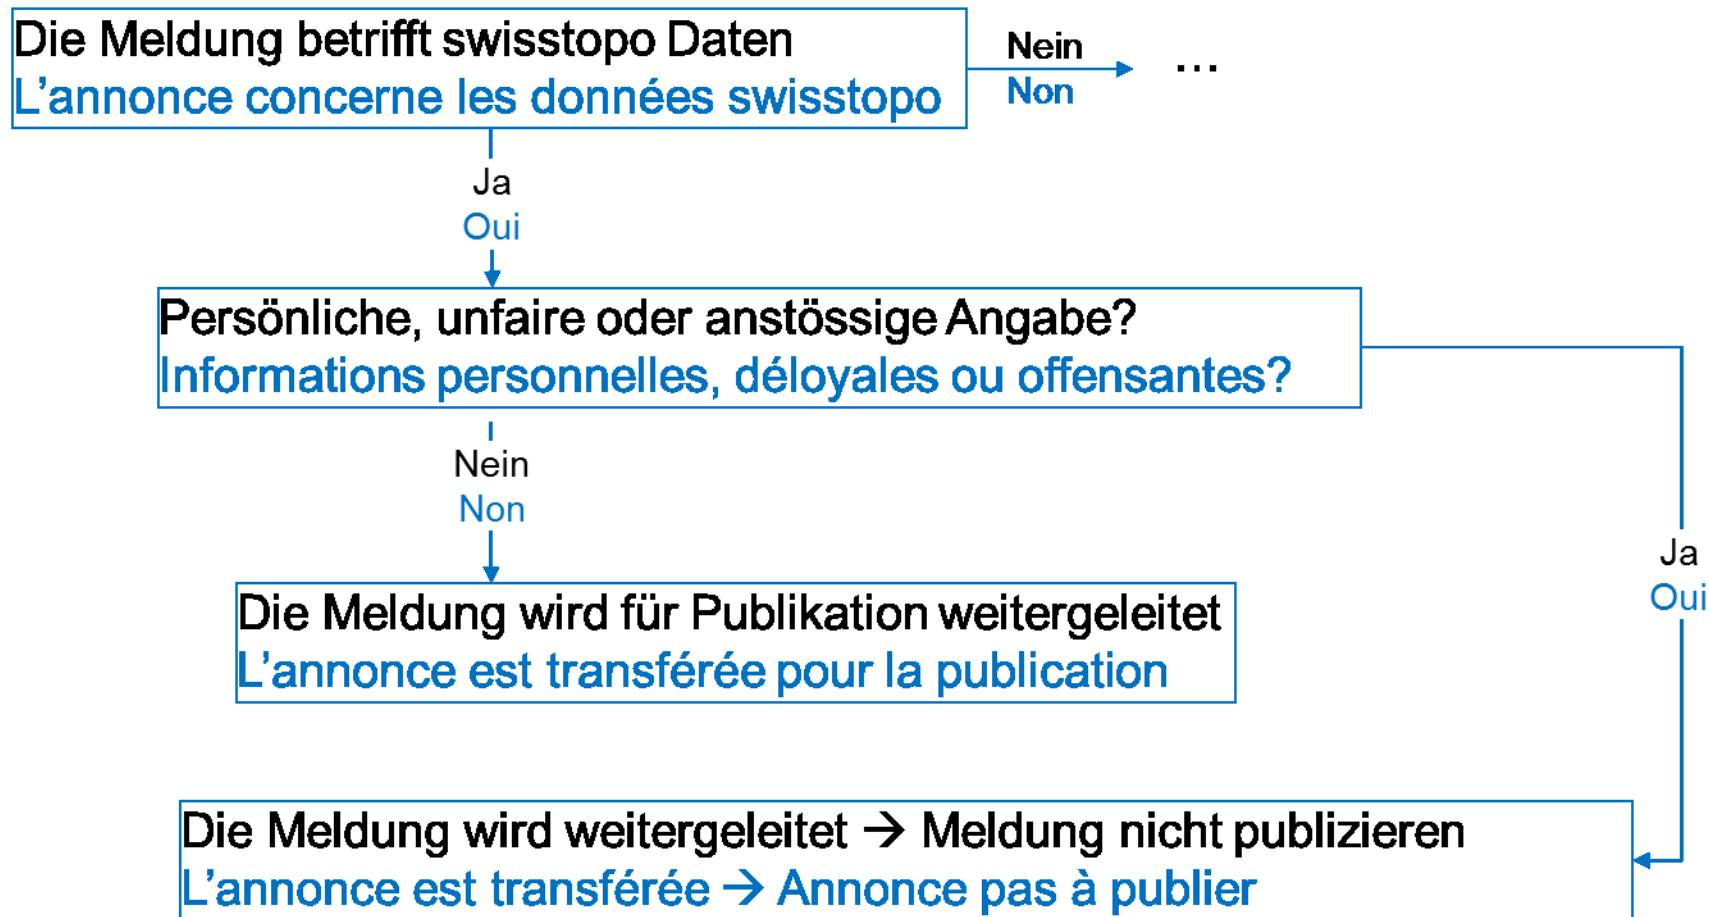 Die Meldung betrifft swisstopo Daten
L'annonce concerne les données swisstopo
Nein
Non
...
Ja
Oui
Persönliche, unfaire oder anstössige Angabe?
Informations personnelles, déloyales ou offensantes?
Nein
Non
Ja
Oui
Die Meldung wird für Publikation weitergeleitet
L'annonce est transférée pour la publication
Die Meldung wird weitergeleitet → Meldung nicht publizieren
L'annonce est transférée → Annonce pas à publier